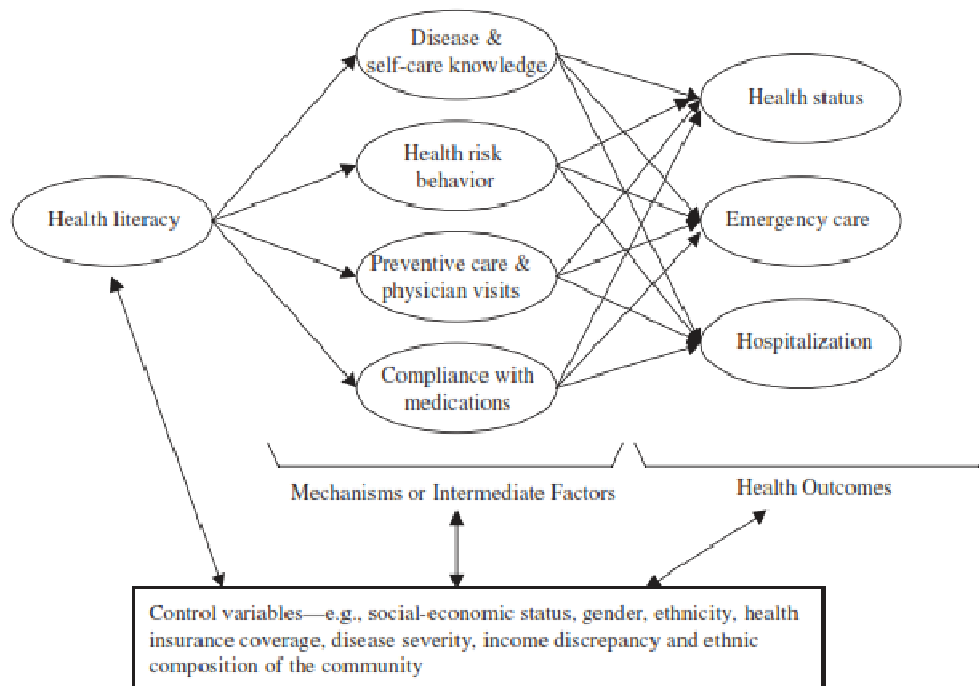 Disease &
self-care knowledge
Health status
Health risk
behavior
Health literacy
Emergency care
Preventive care &
physician visits
Hospitalization
Compliance with
medications
Mechanisms or Intermediate Factors
Health Outcomes
Control variables—e.g., social-economic status, gender, ethnicity, health
insurance coverage, disease severity, income discrepancy and ethnic
composition of the community